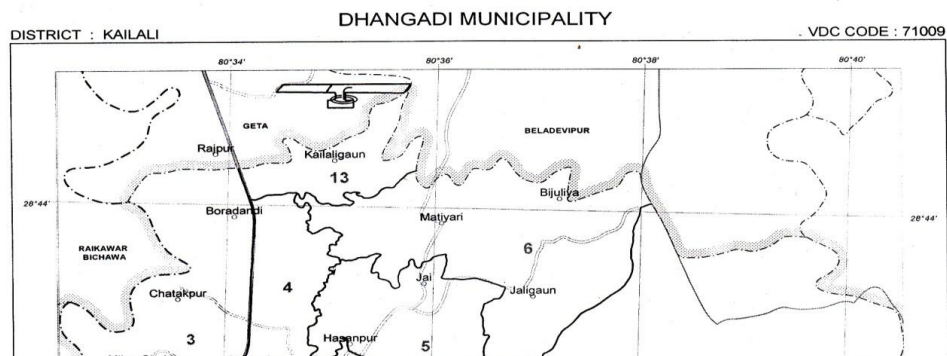 DHANGADI MUNICIPALITY
DISTRICT : KAILALI
VDC CODE : 71009
80°34'
80°36'
80°38'
80°40'
GETA
BELADEVIPUR
Rajpur
Kailaligaun
13
Bijuliya
28°44'
Boradandi
Matiyari
28°44'
6
RAIKAWAR
BICHAWA
Jai
4
Jaligaun
Chatakpur
3
Hasanpur
5